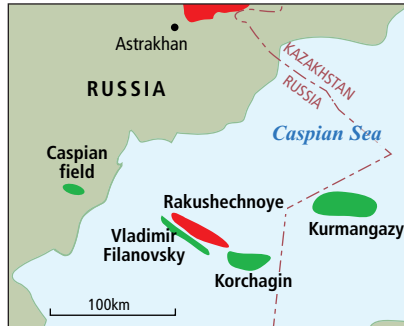 Astrakhan
KAZAKHSTAN
RUSSIA
RUSSIA
Caspian Sea
Caspian
field
Rakushechnoye
Kurmangazy
Vladimir
Filanovsky
Korchagin
100km